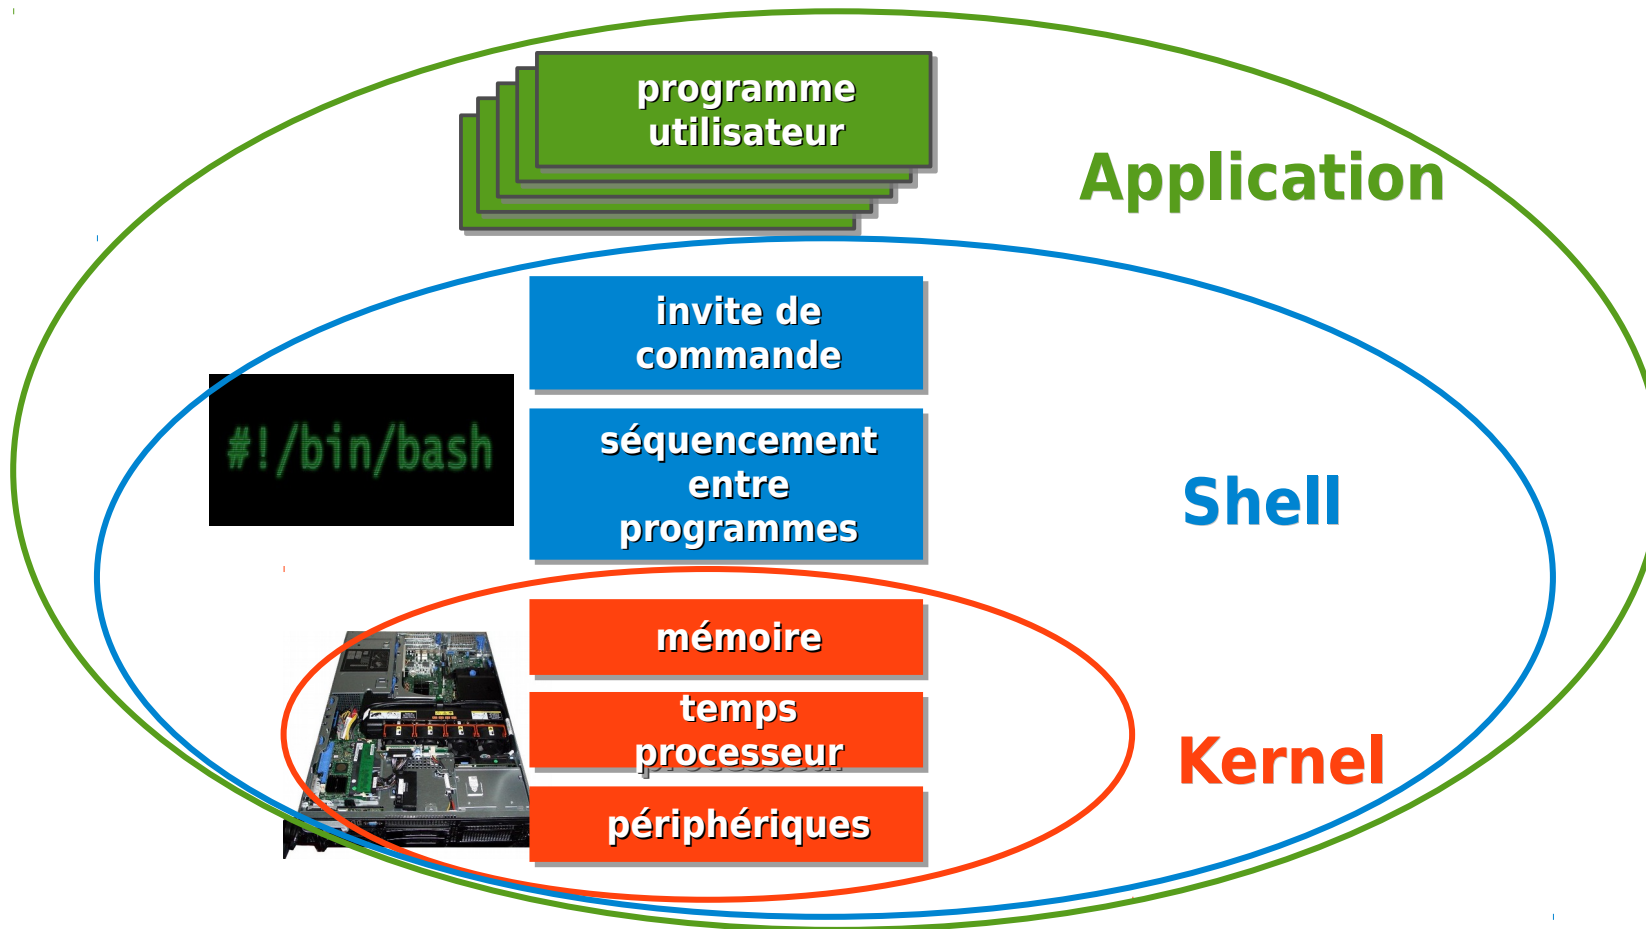 programme
utilisateur
Application
invite de
commande
#!/bin/bash
séquencement
entre
programmes
Shell
mémoire
temps
processeur
Kernel
périphériques